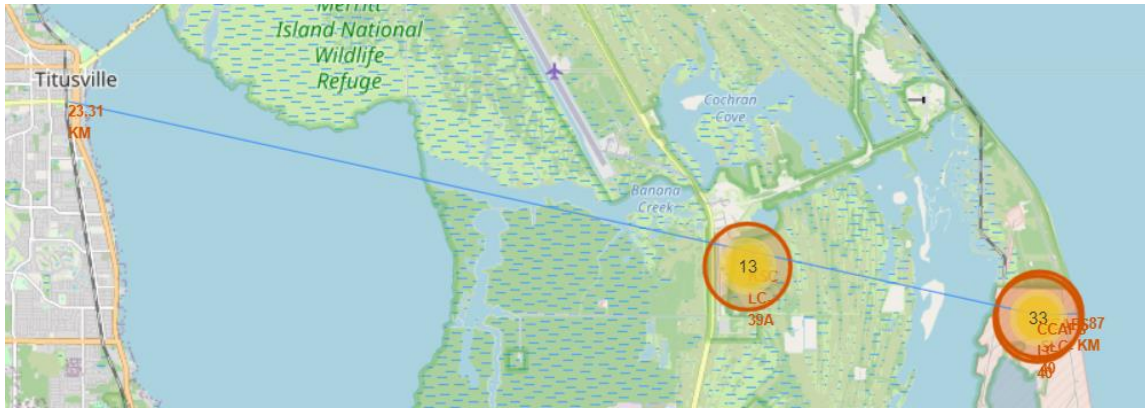 Merritt
Island National
Wildlife
Refuge
Titusville
23.31
KM
Cochran
Cove
Banana
Creek
13
LC-
39A
33
KM
40
40